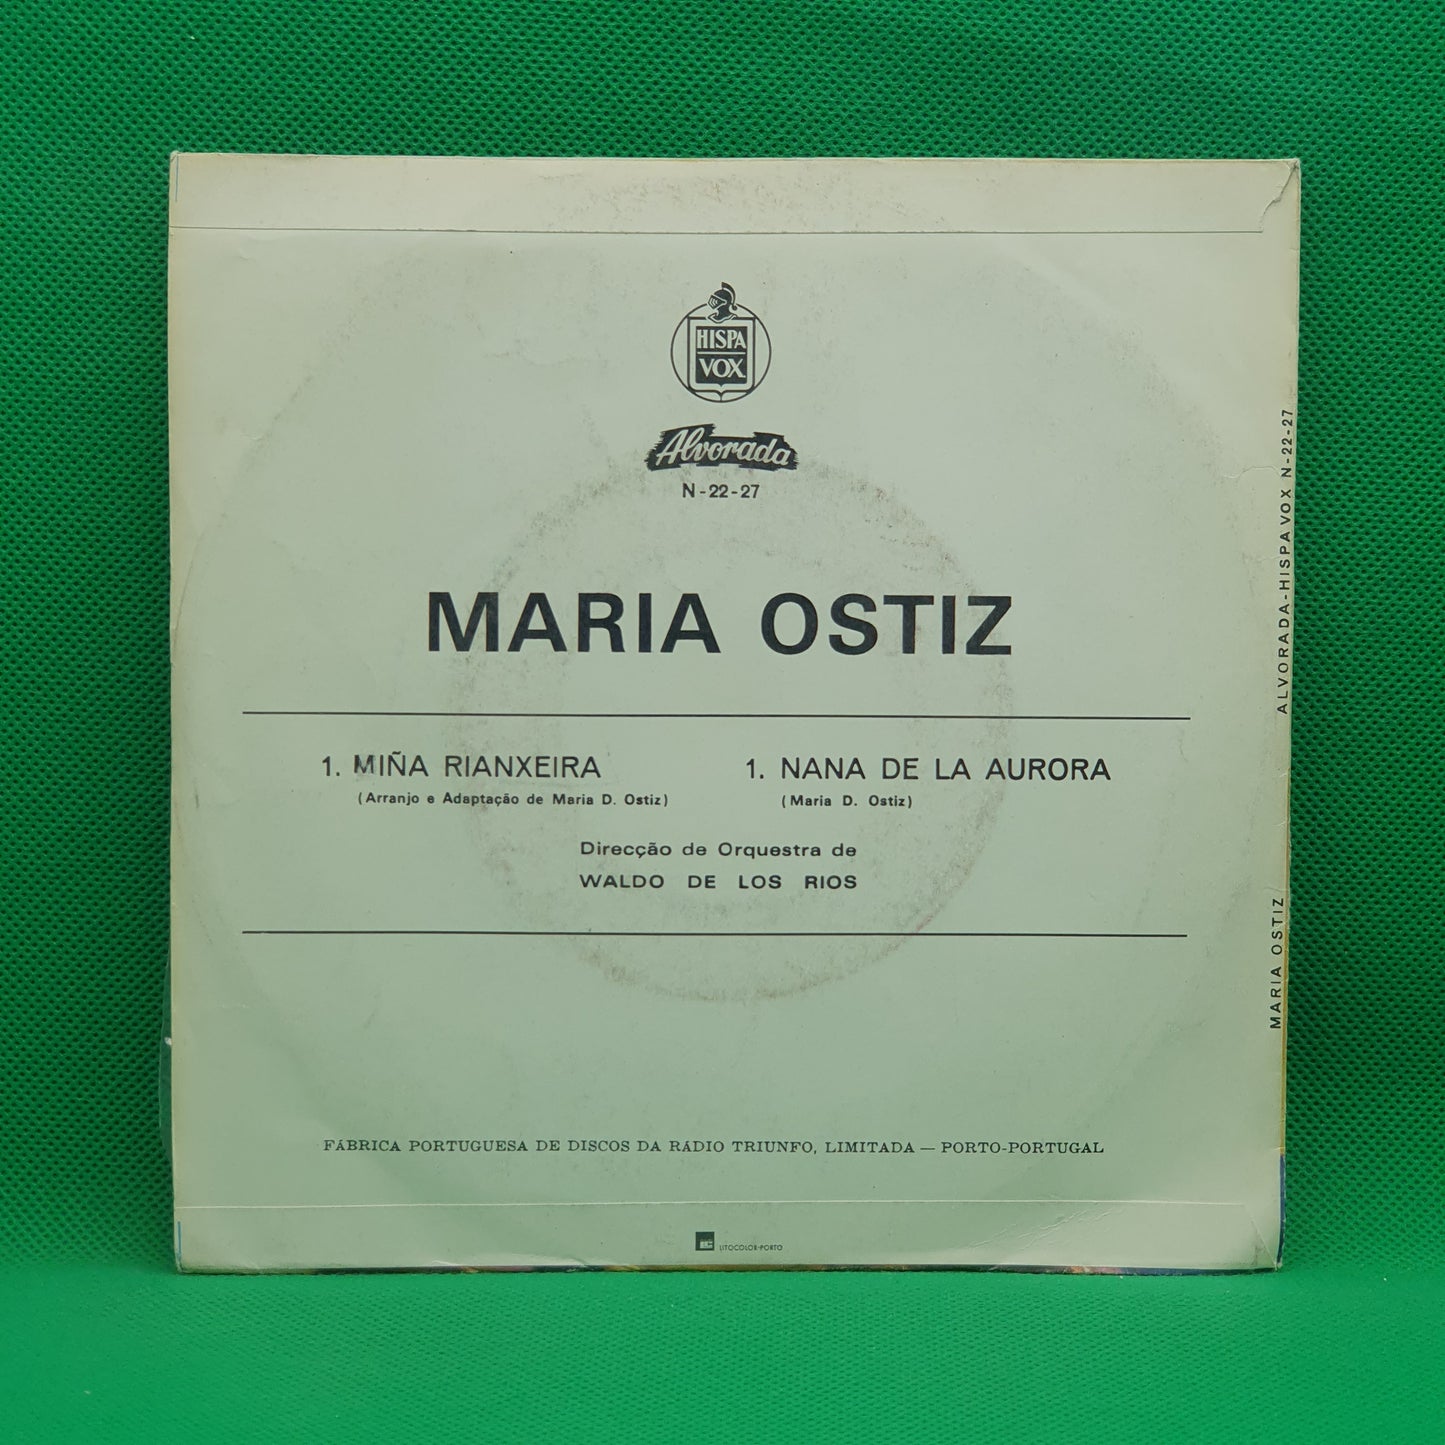 HISPA
VOX
Alvorada
N-22-27
MARIA OSTIZ
1. MIÑA RIANXEIRA
(Arranjo e Adaptação de Maria D. Ostiz)
1. NANA DE LA AURORA
(Maria D. Ostiz)
Direcção de Orquestra de
WALDO DE LOS RIOS
FÁBRICA PORTUGUESA DE DISCOS DA RÁDIO TRIUNFO, LIMITADA — PORTO-PORTUGAL
LITOCOLOR-PORTO
MARIA OSTIZ
ALVORADA-HISPAVOX N-22-27